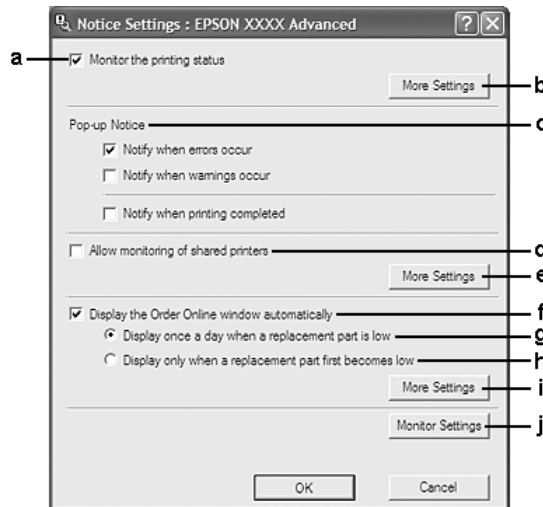 Notice Settings : EPSON XXXX Advanced
a
Monitor the printing status
More Settings
b
Pop-up Notice
c
Notify when errors occur
Notify when warnings occur
Notify when printing completed
Allow monitoring of shared printers
d
More Settings
e
Display the Order Online window automatically
f
Display once a day when a replacement part is low
g
Display only when a replacement part first becomes low
h
More Settings
i
Monitor Settings
j
OK
Cancel